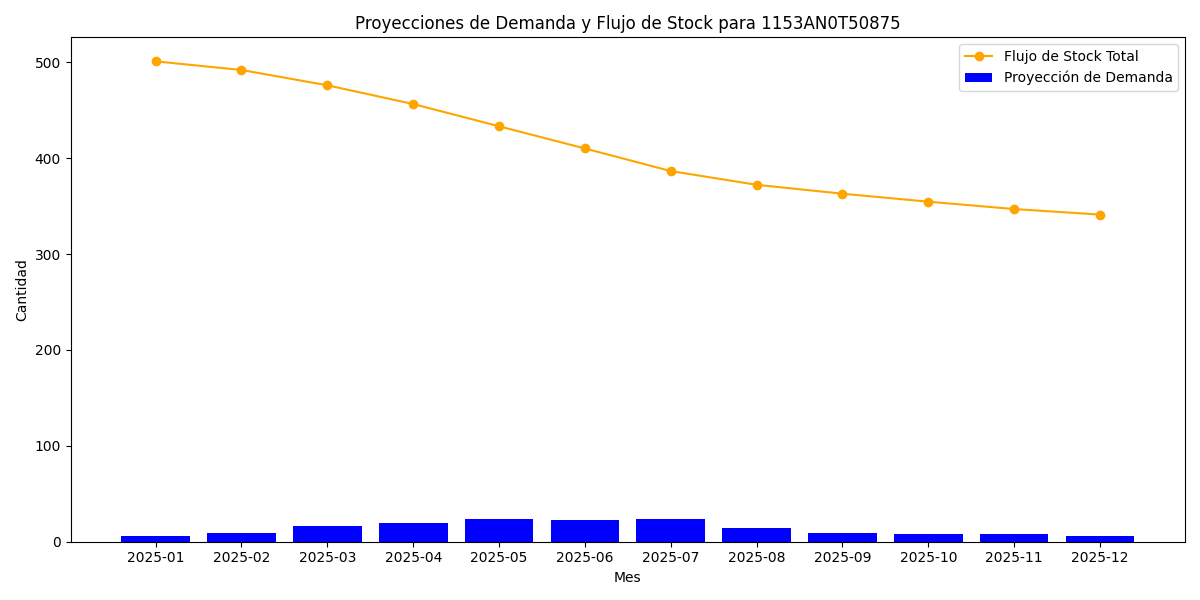 Proyecciones de Demanda y Flujo de Stock para 1153AN0T50875
Flujo de Stock Total
Proyección de Demanda
Cantidad
500
400
300
200
100
0
2025-01 2025-02 2025-03 2025-04 2025-05 2025-06 2025-07 2025-08 2025-09 2025-10 2025-11 2025-12
Mes